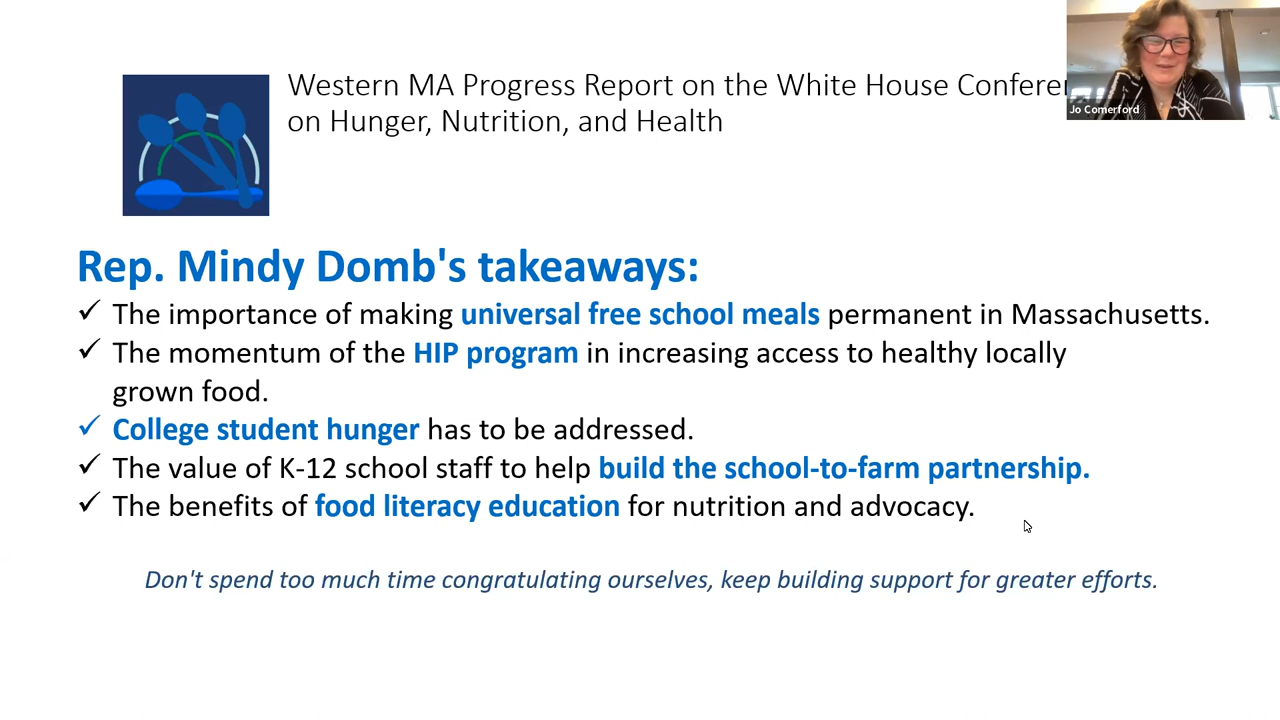 Western MA Progress Report on the White House Confere
on Hunger, Nutrition, and Health
Jo Comerford
Rep. Mindy Domb's takeaways:
✓ The importance of making universal free school meals permanent in Massachusetts.
✓ The momentum of the HIP program in increasing access to healthy locally
grown food.
✓ College student hunger has to be addressed.
✓ The value of K-12 school staff to help build the school-to-farm partnership.
✓ The benefits of food literacy education for nutrition and advocacy.
Don't spend too much time congratulating ourselves, keep building support for greater efforts.